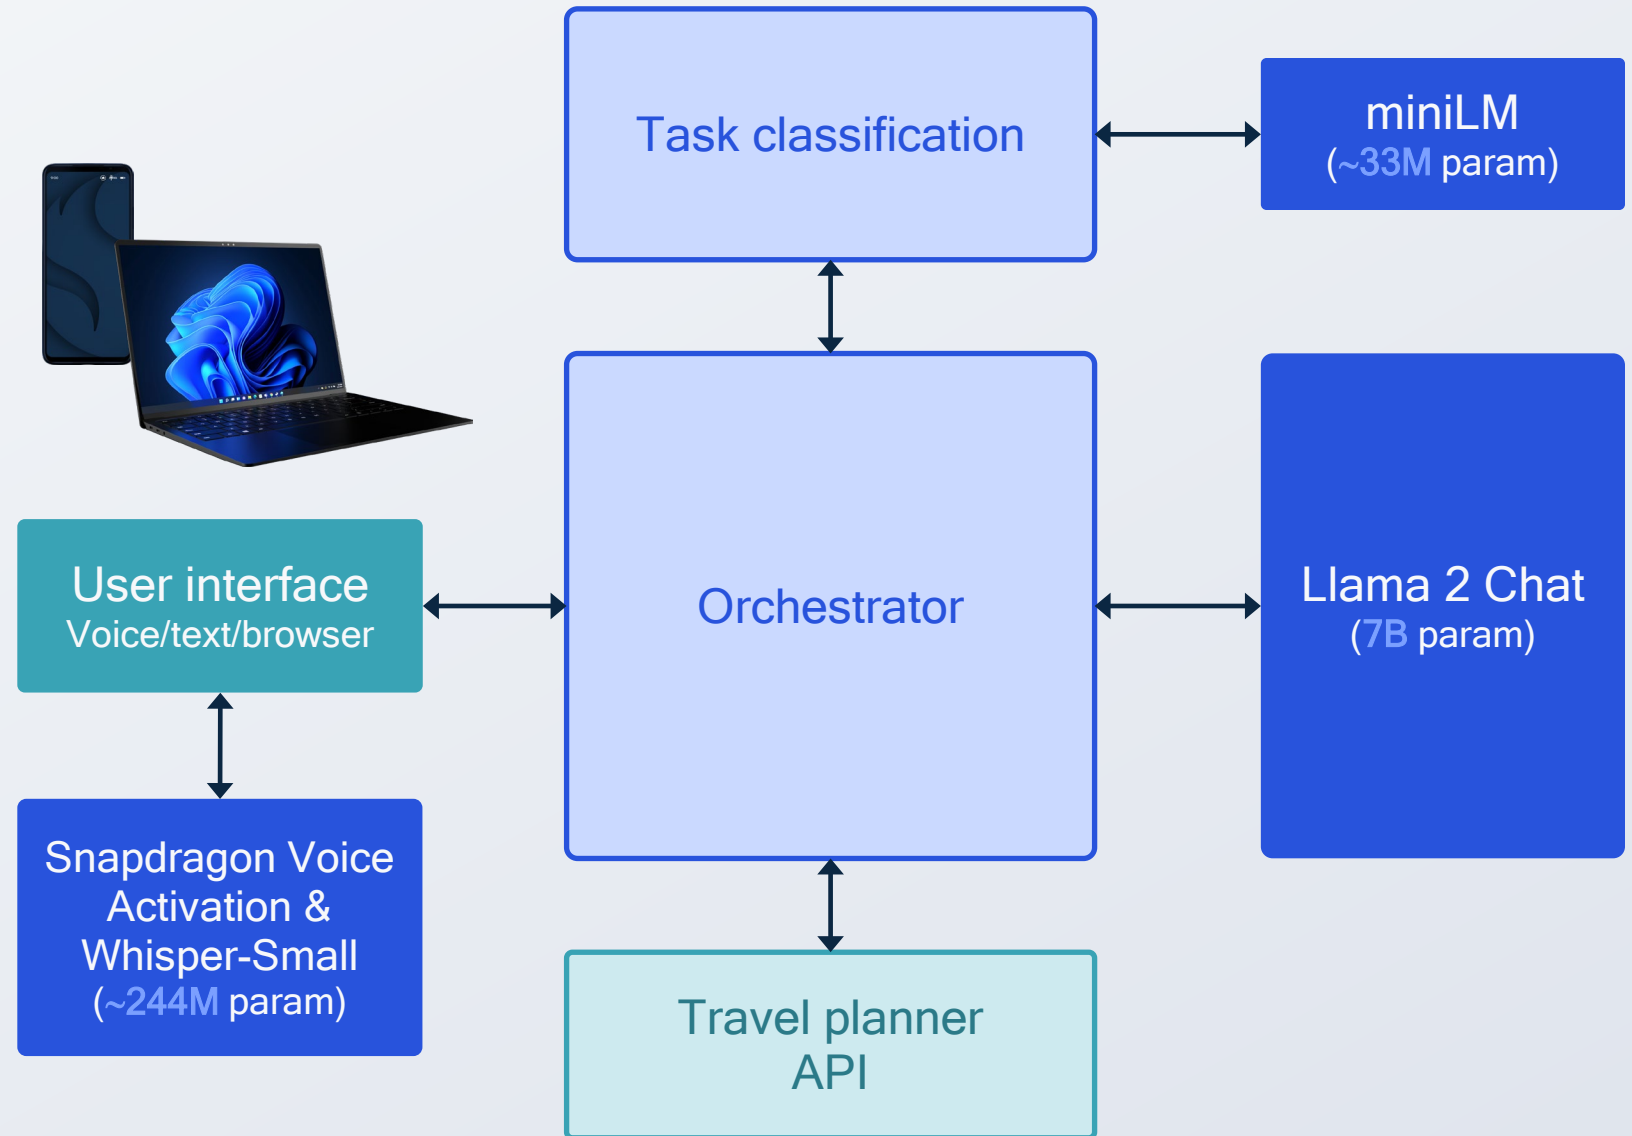 Task classification
miniLM
(~33M param)
User interface
Voice/text/browser
Orchestrator
Llama 2 Chat
(7B param)
Snapdragon Voice
Activation &
Whisper-Small
(~244M param)
Travel planner
API